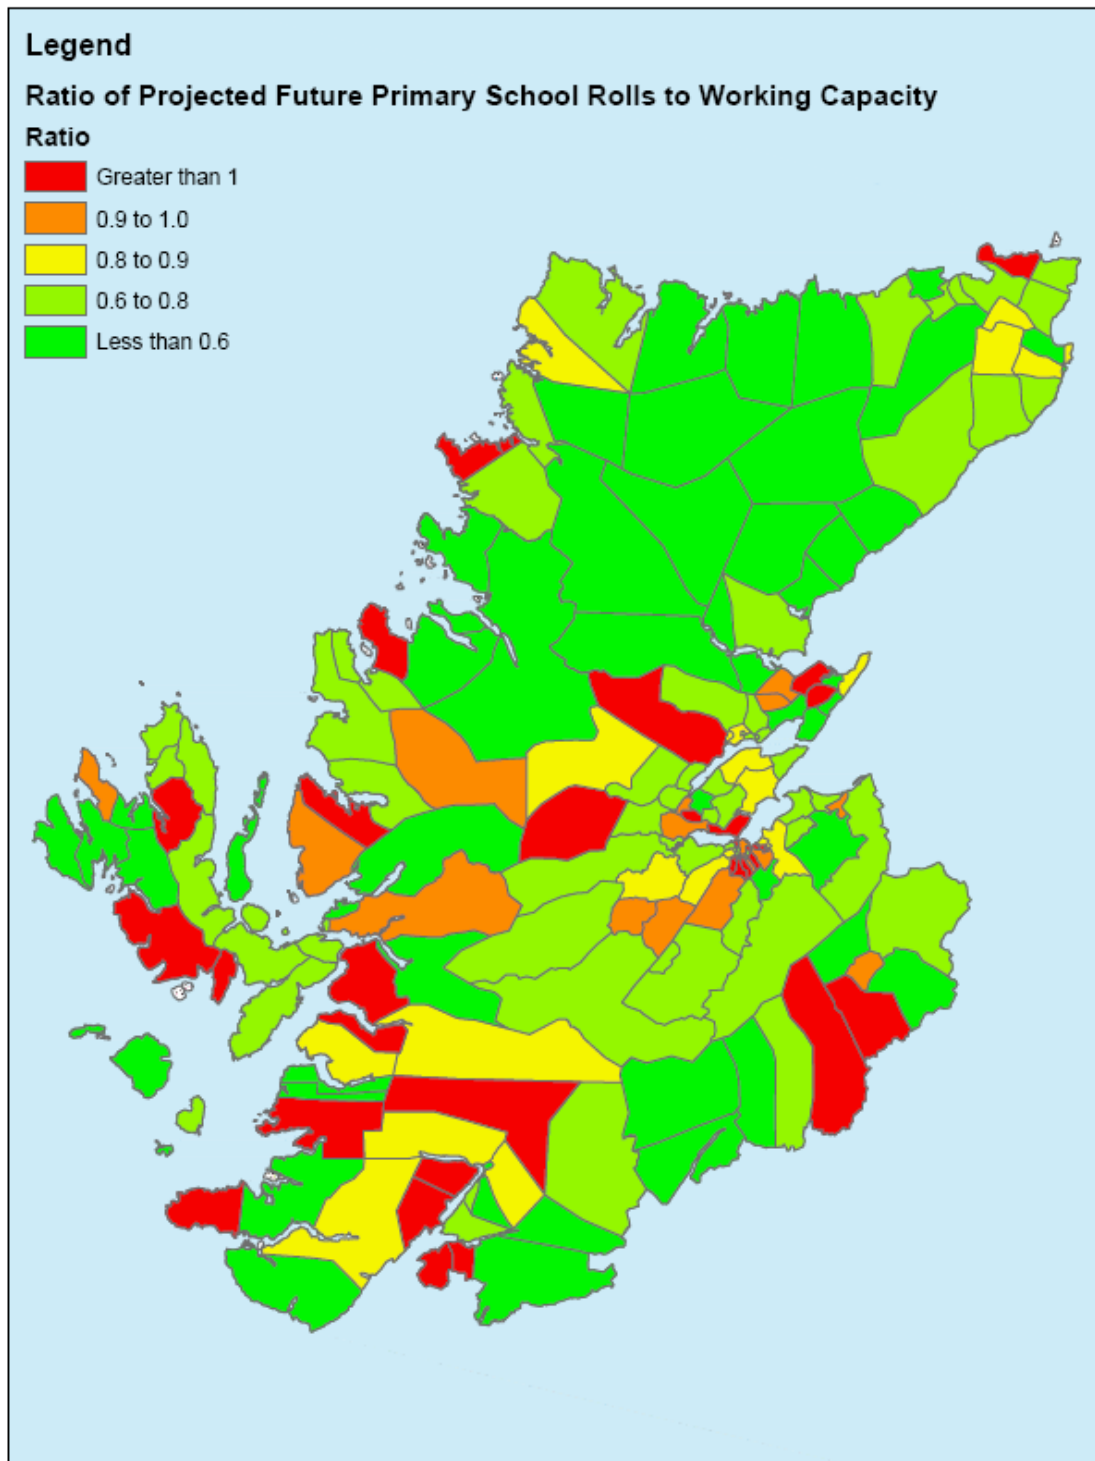 Legend
Ratio of Projected Future Primary School Rolls to Working Capacity
Ratio
Greater than 1
0.9 to 1.0
0.8 to 0.9
0.6 to 0.8
Less than 0.6